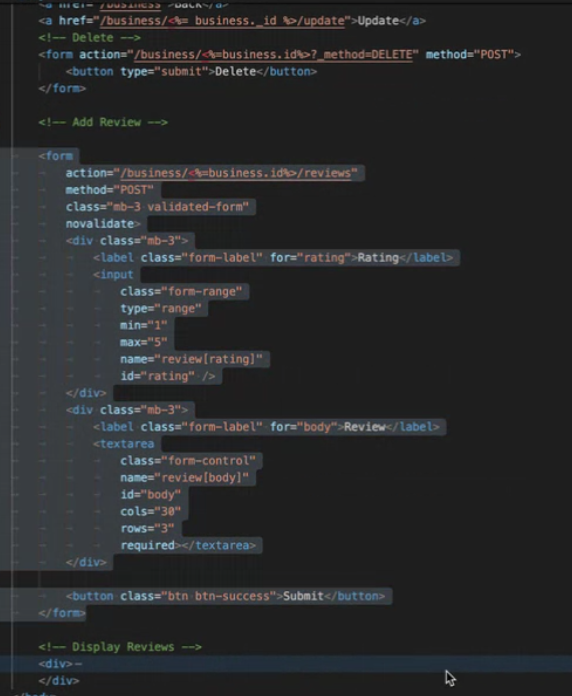 <a href="/business">Back</a>
<a href="/business/<%= business._id %>/update">Update</a>
<!-- Delete -->
<form action="/business/<%=business.id%>?_method=DELETE" method="POST">
<button type="submit">Delete</button>
</form>
<!-- Add Review -->
<form
action="/business/<%=business.id%>/reviews"
method="POST"
class="mb-3 validated-form"
novalidate>
<div class="mb-3">
<label class="form-label" for="rating">Rating</label>
<input
class="form-range"
type="range"
min="1"
max="5"
name="review[rating]"
id="rating" />
</div>
<div class="mb-3">
<label class="form-label" for="body">Review</label>
<textarea
class="form-control"
name="review[body]"
id="body"
cols="30"
rows="3"
required></textarea>
</div>
<button class="btn btn-success">Submit</button>
</form>
<!-- Display Reviews -->
<div>
</div>
</body>